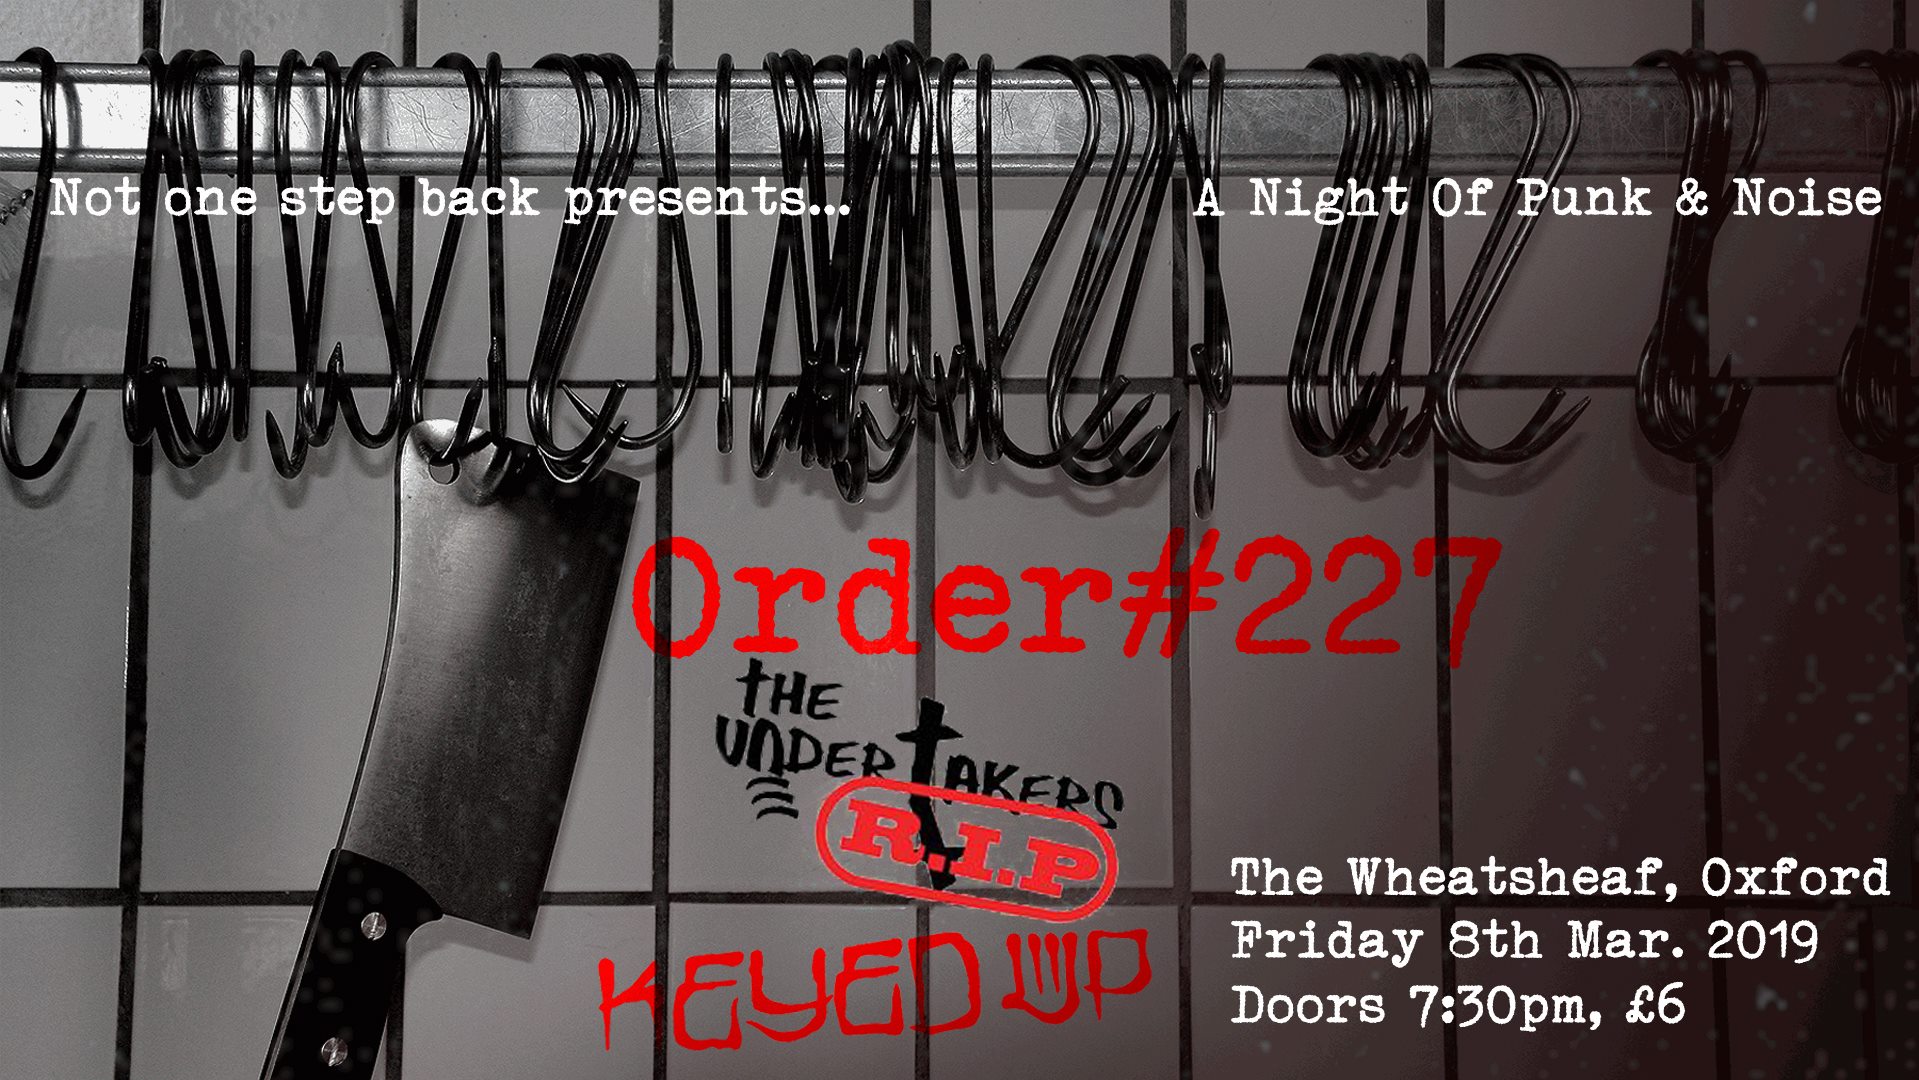 Not one step back presents...
A Night Of Punk & Noise
Order#227
THE
UNDERTAKERS
R.I.P
KEYED UP
The Wheatsheaf, Oxford
Friday 8th Mar. 2019
Doors 7:30pm, £6